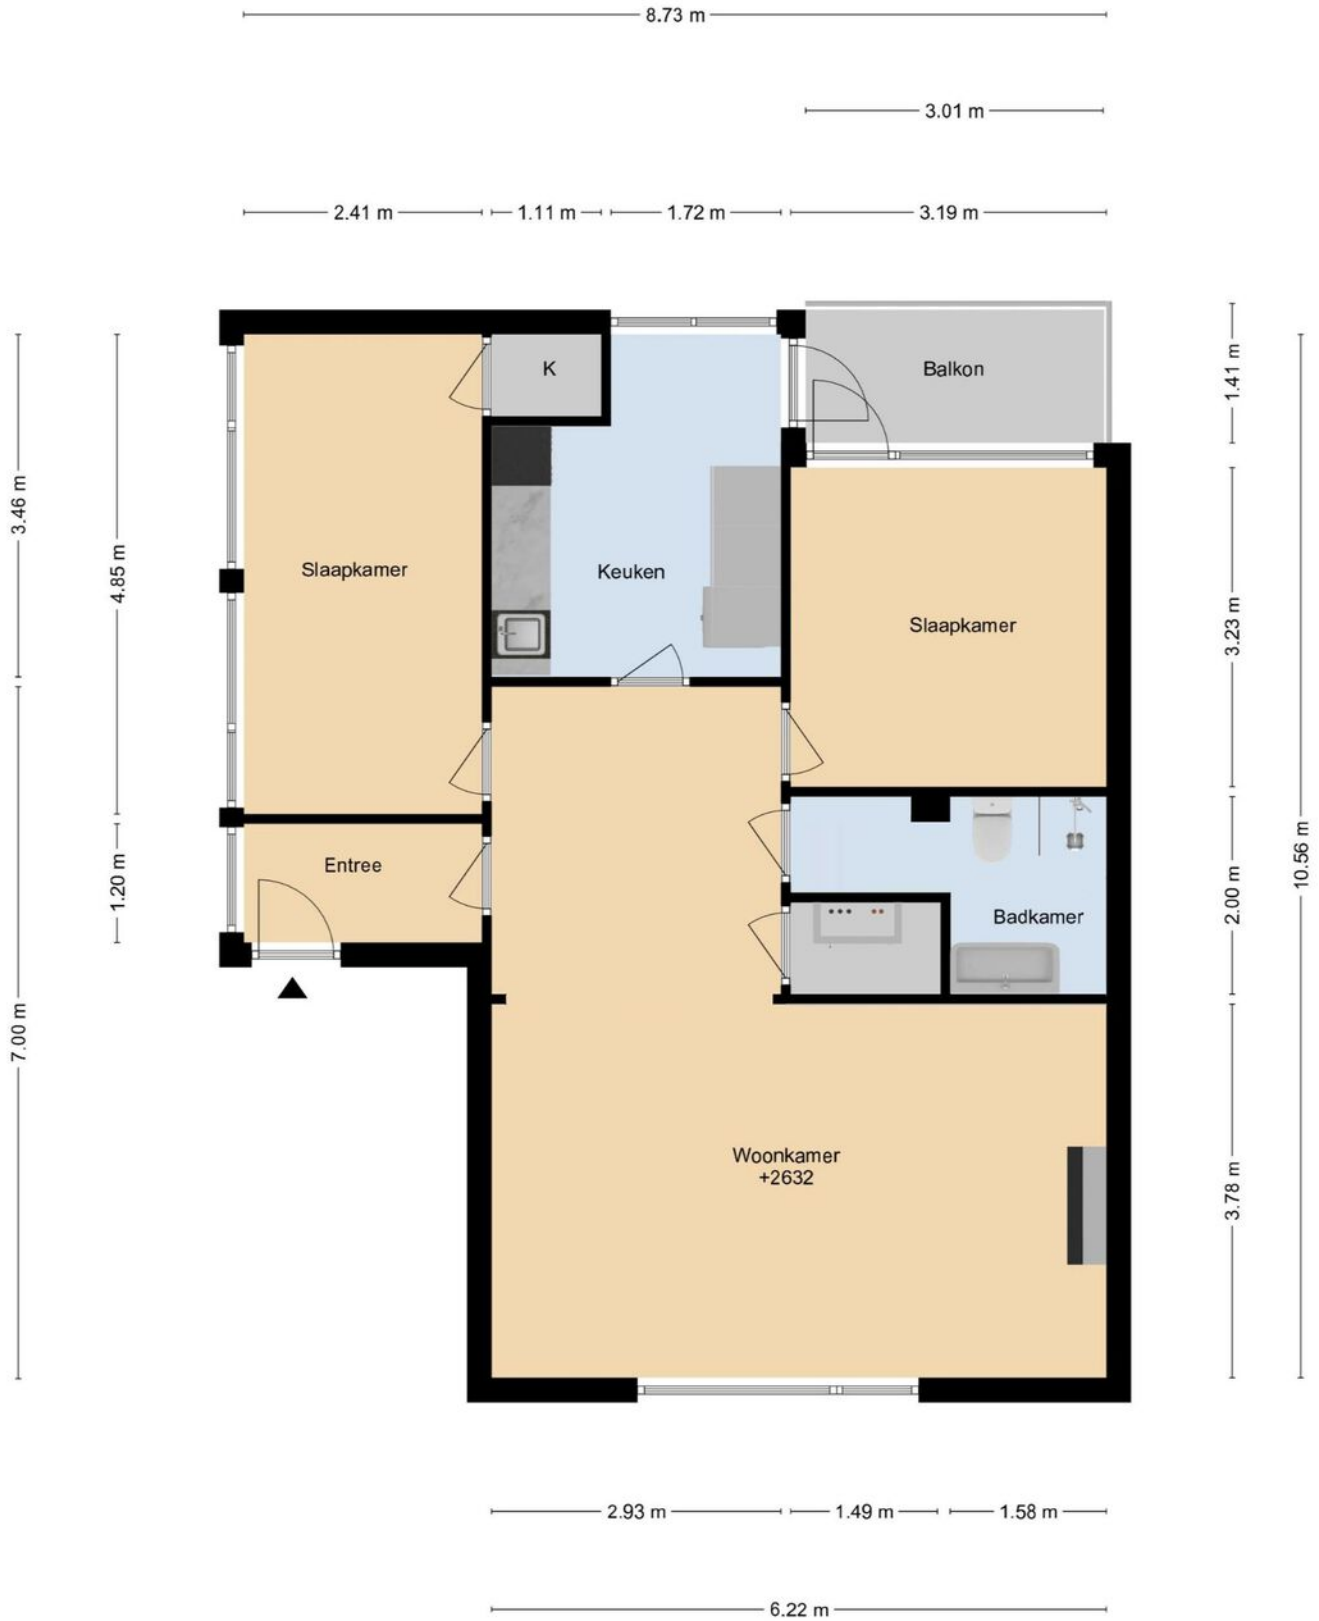 8.73 m
3.01 m
2.41 m
1.11 m
1.72 m
3.19 m
K
Balkon
1.41 m
3.46 m
4.85 m
Slaapkamer
Keuken
Slaapkamer
3.23 m
10.56 m
Entree
1.20 m
Badkamer
2.00 m
7.00 m
Woonkamer
+2632
3.78 m
2.93 m
1.49 m
1.58 m
6.22 m